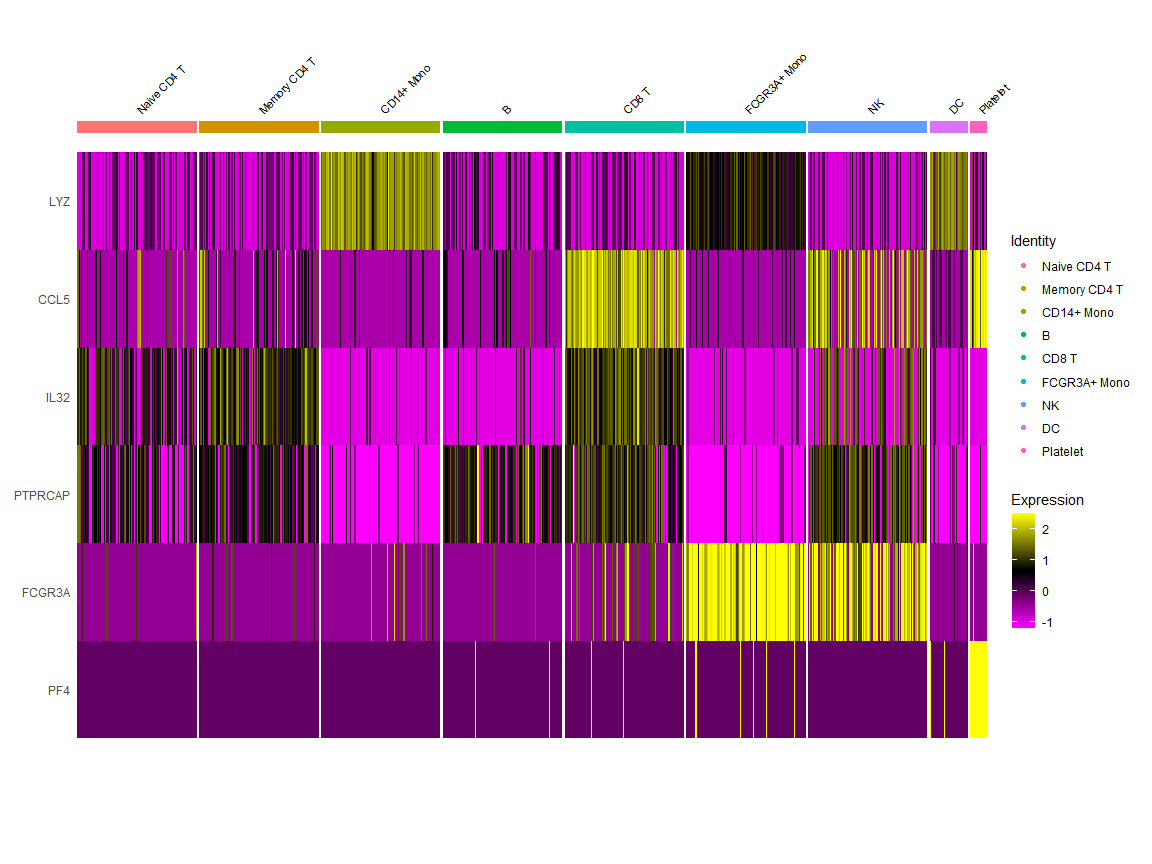 Naive CD4 T
Memory CD4 T
CD14+ Mono
B
CD8 T
FCGR3A+ Mono
NK
DC
Platelet
LYZ
CCL5
IL32
PTPRCAP
FCGR3A
PF4
Identity
Naive CD4 T
Memory CD4 T
CD14+ Mono
B
CD8 T
FCGR3A+ Mono
NK
DC
Platelet
Expression
2
1
0
-1